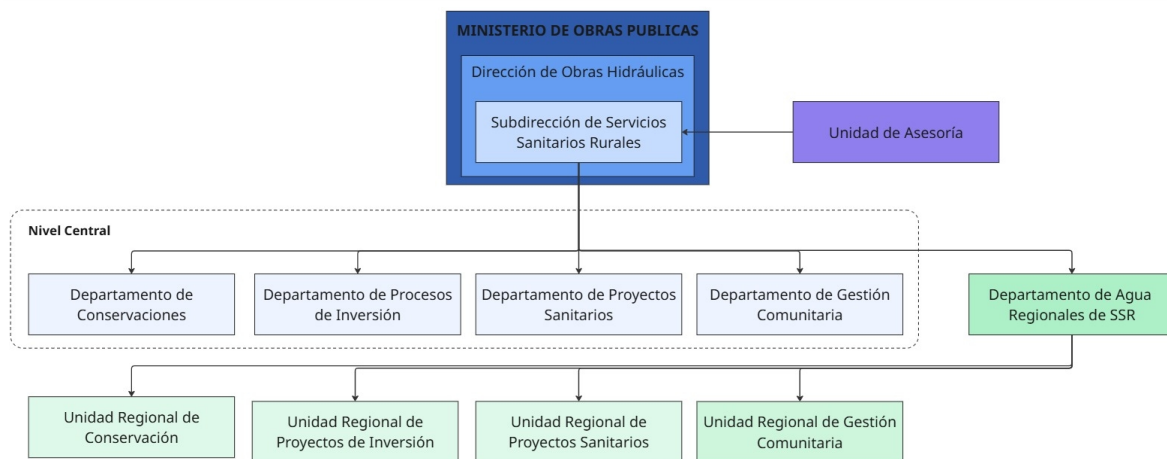 MINISTERIO DE OBRAS PUBLICAS
Dirección de Obras Hidráulicas
Subdirección de Servicios
Sanitarios Rurales
Unidad de Asesoría
Nivel Central
Departamento de
Conservaciones
Departamento de Procesos
de Inversión
Departamento de Proyectos
Sanitarios
Departamento de Gestión
Comunitaria
Departamento de Agua
Regionales de SSR
Unidad Regional de
Conservación
Unidad Regional de
Proyectos de Inversión
Unidad Regional de
Proyectos Sanitarios
Unidad Regional de Gestión
Comunitaria